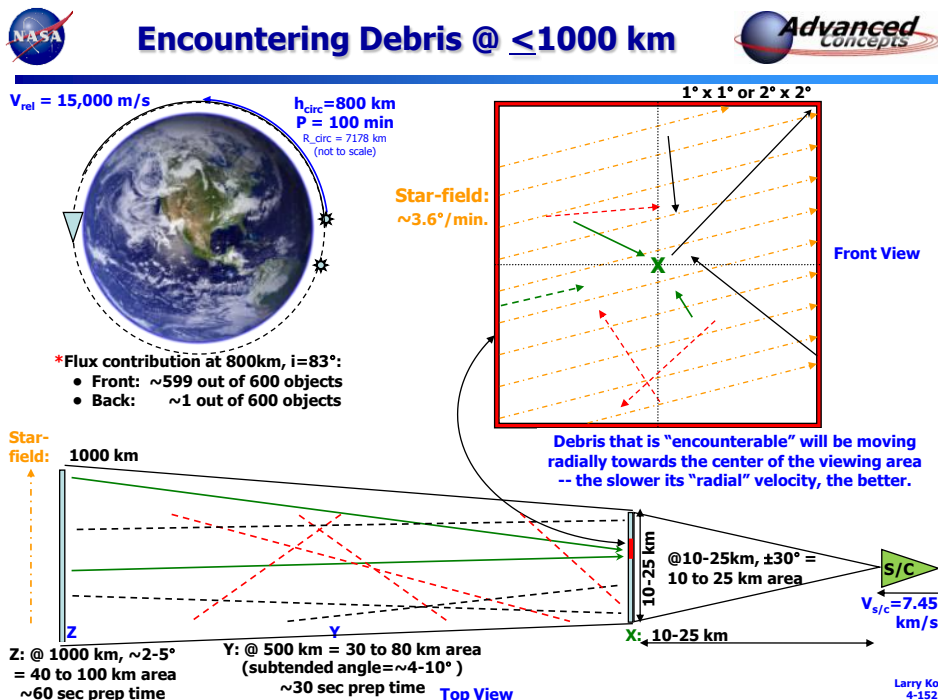 NASA
Encountering Debris @ <1000 km
Advanced
Concepts
V_rel = 15,000 m/s
h_circ=800 km
P = 100 min
R_circ = 7178 km
(not to scale)
1° x 1° or 2° x 2°
Star-field:
~3.6°/min.
X
Front View
*Flux contribution at 800km, i=83°:
• Front: ~599 out of 600 objects
• Back: ~1 out of 600 objects
Debris that is "encounterable" will be moving
radially towards the center of the viewing area
-- the slower its "radial" velocity, the better.
Star-
field:
1000 km
10-25 km
@10-25km, ±30° =
10 to 25 km area
S/C
V_s/c=7.45
km/s
Z
Y
X: 10-25 km
Z: @ 1000 km, ~2-5°
= 40 to 100 km area
~60 sec prep time
Y: @ 500 km = 30 to 80 km area
(subtended angle=~4-10° )
~30 sec prep time
Top View
Larry Ko
4-152